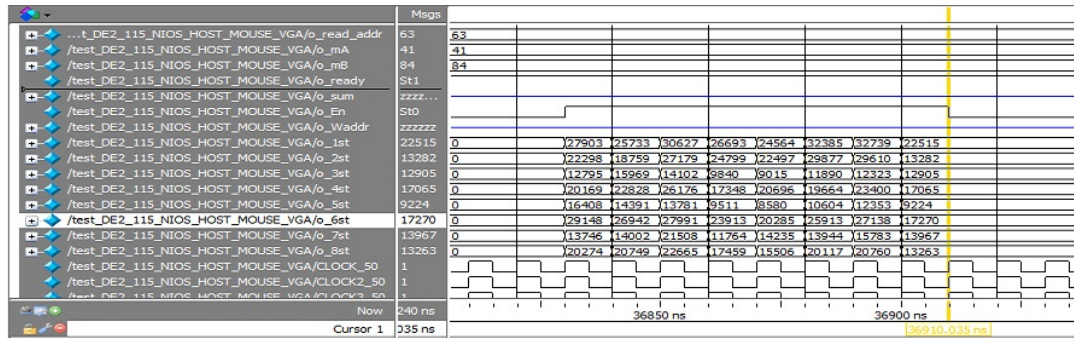 Msgs
...t_DE2_115_NIOS_HOST_MOUSE_VGA/o_read_addr 63 63
/test_DE2_115_NIOS_HOST_MOUSE_VGA/o_mA 41 41
/test_DE2_115_NIOS_HOST_MOUSE_VGA/o_mB 84 84
/test_DE2_115_NIOS_HOST_MOUSE_VGA/o_ready St1
/test_DE2_115_NIOS_HOST_MOUSE_VGA/o_sum zzzz...
/test_DE2_115_NIOS_HOST_MOUSE_VGA/o_En St0
/test_DE2_115_NIOS_HOST_MOUSE_VGA/o_Waddr zzzzzz
/test_DE2_115_NIOS_HOST_MOUSE_VGA/o_1st 22515 0 27903 25733 30627 26693 24564 32385 32739 22515
/test_DE2_115_NIOS_HOST_MOUSE_VGA/o_2st 13282 0 22298 18759 27179 24799 22497 29877 29610 13282
/test_DE2_115_NIOS_HOST_MOUSE_VGA/o_3st 12905 0 12795 15969 14102 9840 9015 11890 12323 12905
/test_DE2_115_NIOS_HOST_MOUSE_VGA/o_4st 17065 0 20169 22828 26176 17348 20696 19664 23400 17065
/test_DE2_115_NIOS_HOST_MOUSE_VGA/o_5st 9224 0 16408 14391 13781 9511 8580 10604 12353 9224
/test_DE2_115_NIOS_HOST_MOUSE_VGA/o_6st 17270 0 29148 26942 27991 23913 20285 25913 27138 17270
/test_DE2_115_NIOS_HOST_MOUSE_VGA/o_7st 13967 0 13746 14002 21508 11764 14235 13944 15783 13967
/test_DE2_115_NIOS_HOST_MOUSE_VGA/o_8st 13263 0 20274 20749 22665 17459 15506 20117 20760 13263
/test_DE2_115_NIOS_HOST_MOUSE_VGA/CLOCK_50 1
/test_DE2_115_NIOS_HOST_MOUSE_VGA/CLOCK2_50 1
/test_DE2_115_NIOS_HOST_MOUSE_VGA/CLOCK3_50 1
Now 240 ns 36850 ns 36900 ns
Cursor 1 035 ns 36910.035 ns